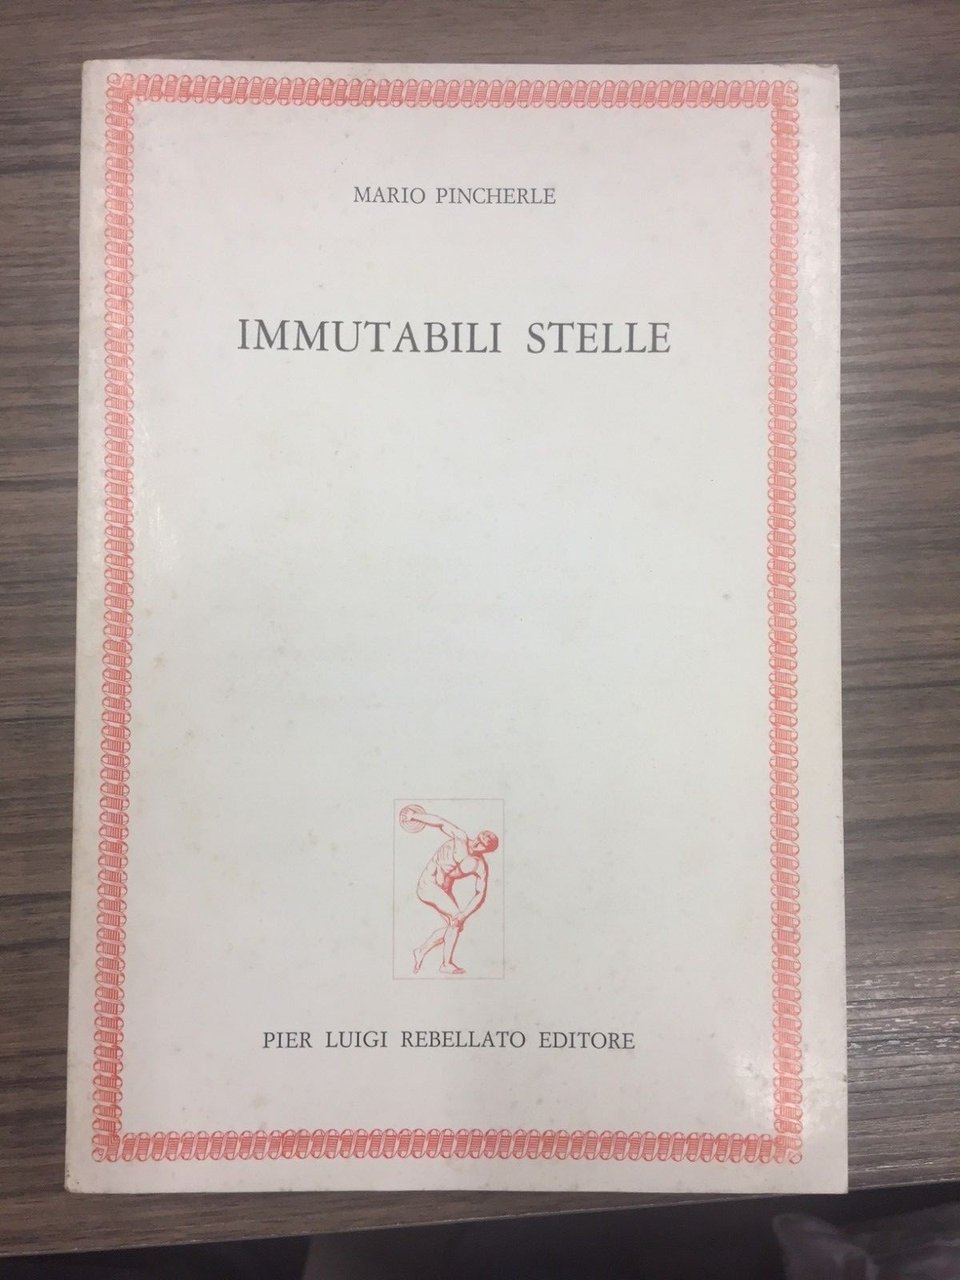 MARIO PINCHERLE
IMMUTABILI STELLE
PIER LUIGI REBELLATO EDITORE